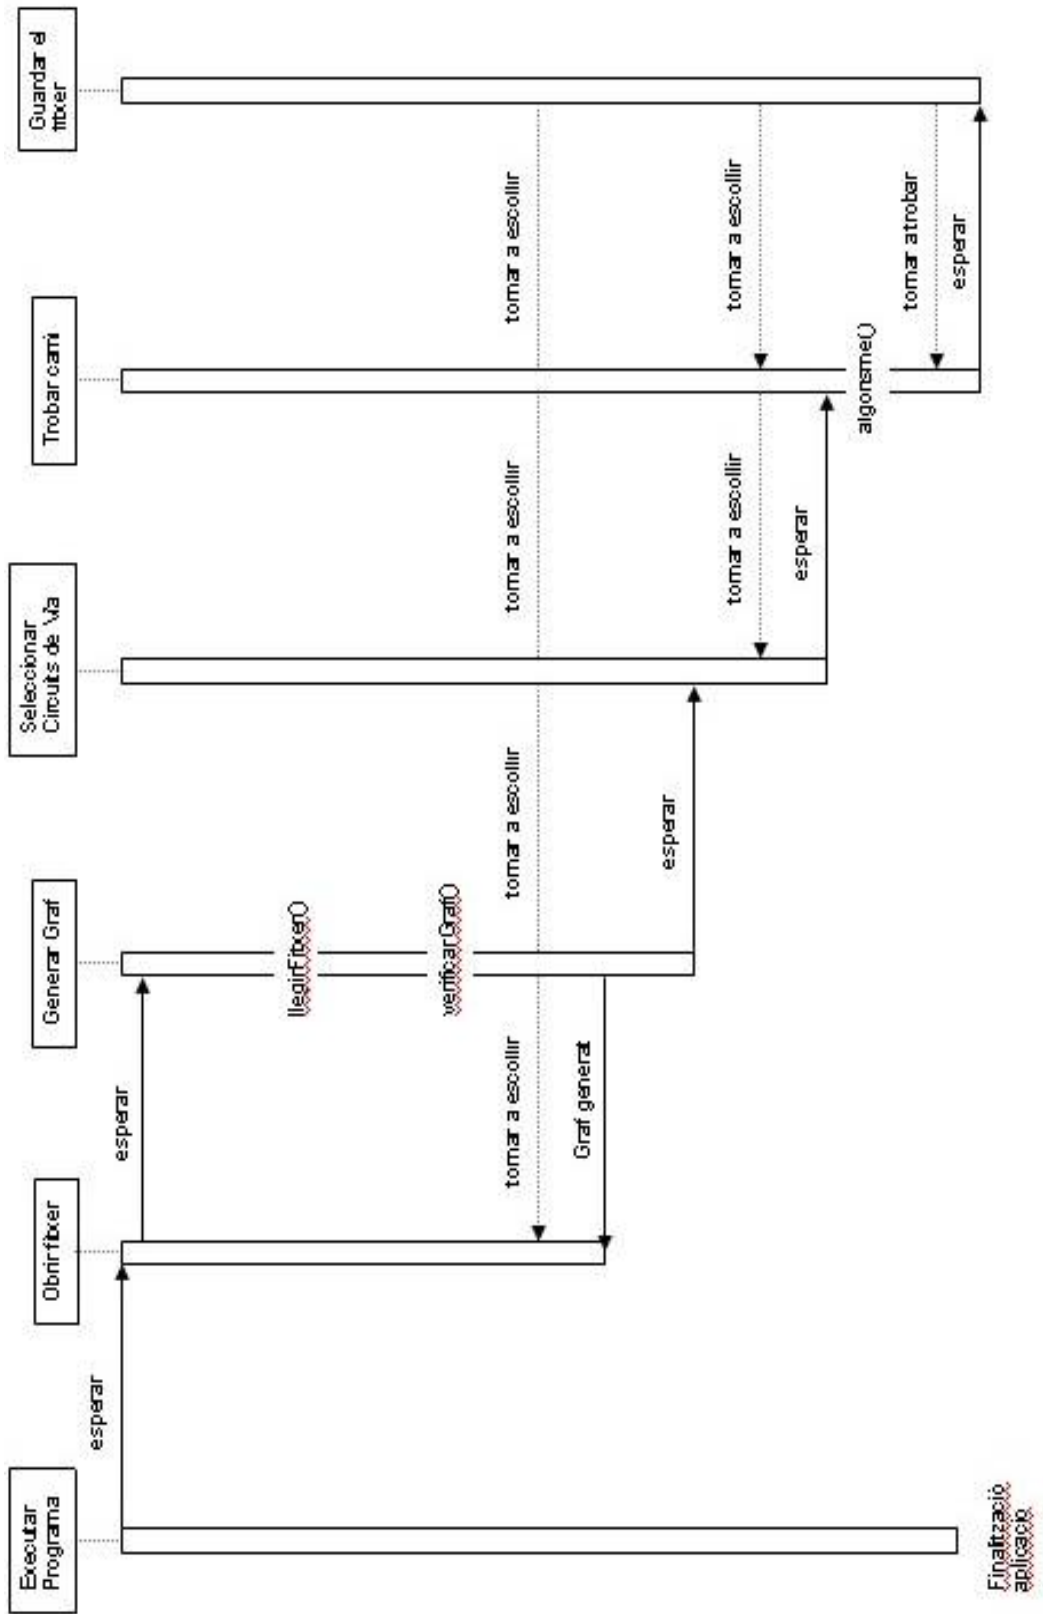 Executar
Programa
Obrir fitxer
Generar Graf
Seleccionar
Circuits de Via
Trobar camí
Guardar el
fitxer
esperar
esperar
llegirFitxer()
verificarGraf()
tornar a escollir
tornar a escollir
tornar a escollir
tornar a escollir
Graf generat
esperar
tornar a escollir
tornar a escollir
esperar
algorisme()
tornar a trobar
esperar
Finalització
aplicació